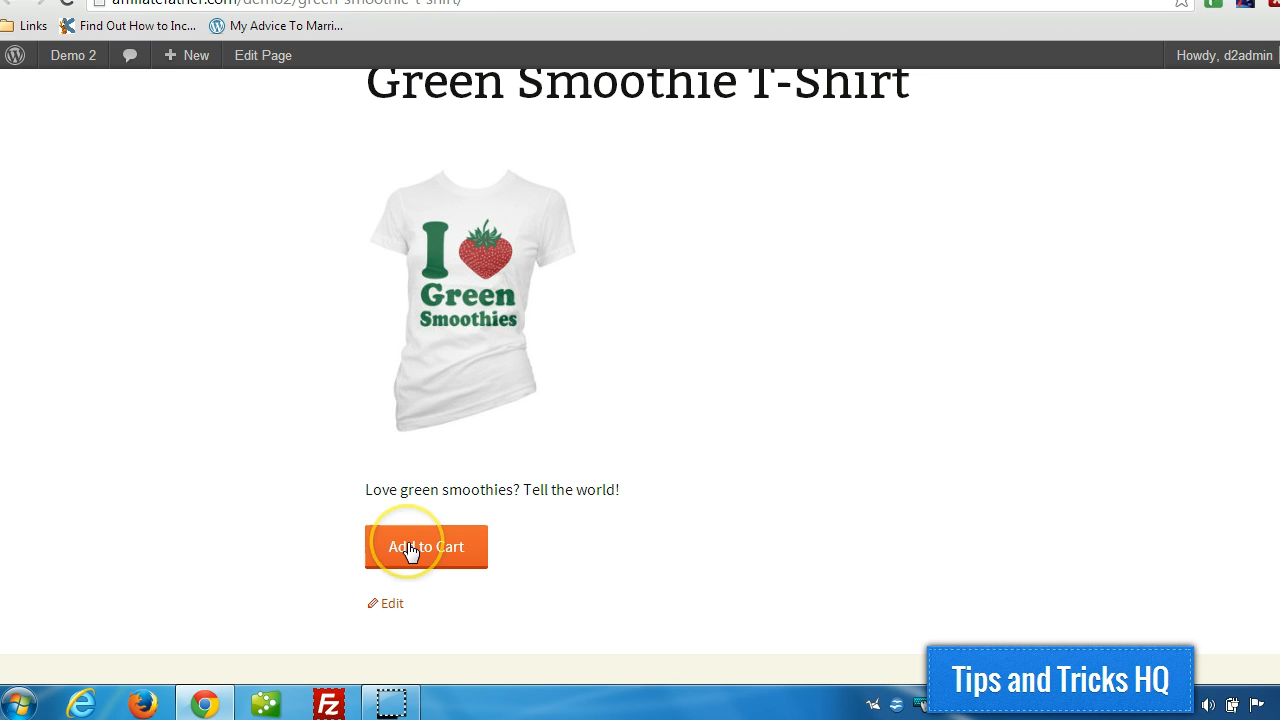 affiliatefather.com/demo2/green-smoothie-t-shirt/
Links Find Out How to Inc... My Advice To Marri...
Demo 2 New Edit Page Howdy, d2admin
Green Smoothie T-Shirt
I
Green
Smoothies
Love green smoothies? Tell the world!
Add to Cart
Edit
Fz
Tips and Tricks HQ